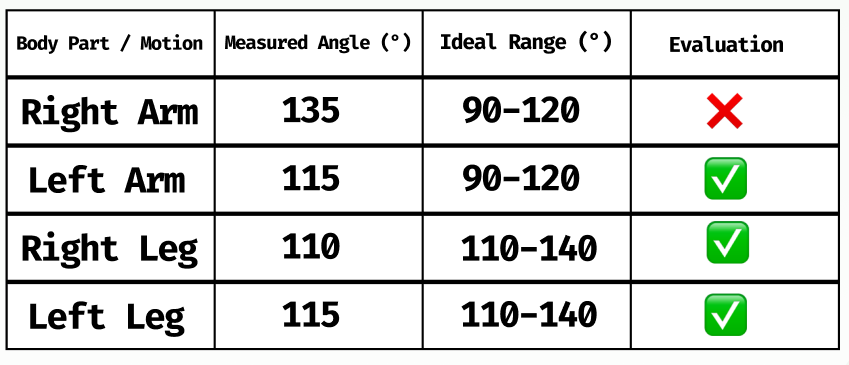 Body Part / Motion Measured Angle (°) Ideal Range (°) Evaluation
Right Arm 135 90–120 ❌
Left Arm 115 90–120 ✅
Right Leg 110 110–140 ✅
Left Leg 115 110–140 ✅